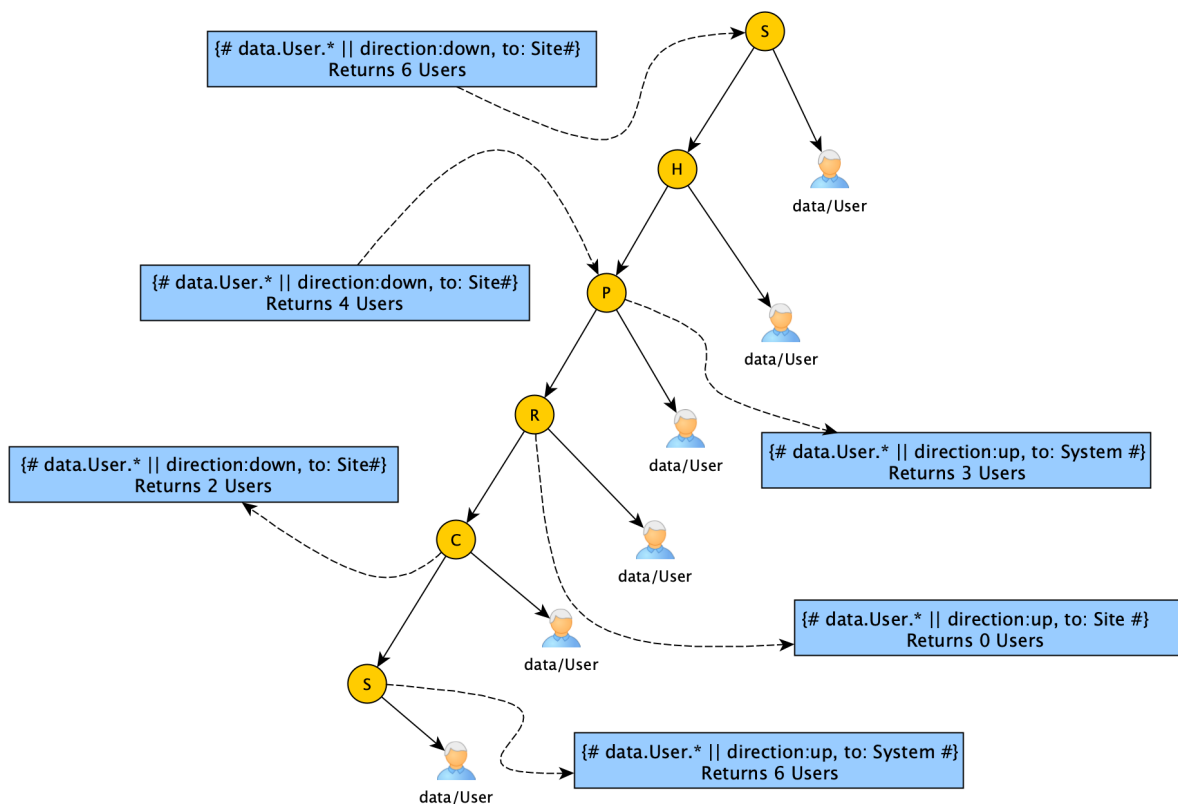 S
{# data.User.* || direction:down, to: Site#}
Returns 6 Users
H
data/User
{# data.User.* || direction:down, to: Site#}
Returns 4 Users
P
data/User
R
data/User
{# data.User.* || direction:up, to: System #}
Returns 3 Users
{# data.User.* || direction:down, to: Site#}
Returns 2 Users
C
data/User
{# data.User.* || direction:up, to: Site #}
Returns 0 Users
data/User
S
{# data.User.* || direction:up, to: System #}
Returns 6 Users
data/User